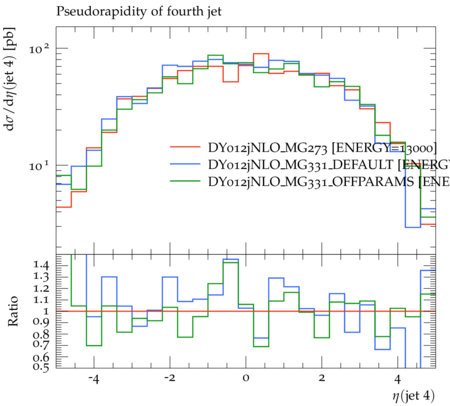 Pseudorapidity of fourth jet
dσ/dη(jet 4) [pb]
10²
10¹
DY012jNLO_MG273 [ENERGY=13000]
DY012jNLO_MG331_DEFAULT [ENERGY
DY012jNLO_MG331_OFFPARAMS [ENE
Ratio
1.4
1.3
1.2
1.1
1
0.9
0.8
0.7
0.6
0.5
-4 -2 0 2 4
η(jet 4)